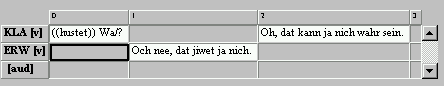 0 1 2 3
KLA [v] ((hustet)) Wa/? Oh, dat kann ja nich wahr sein.
ERW [v] Och nee, dat jiwet ja nich.
[aud]